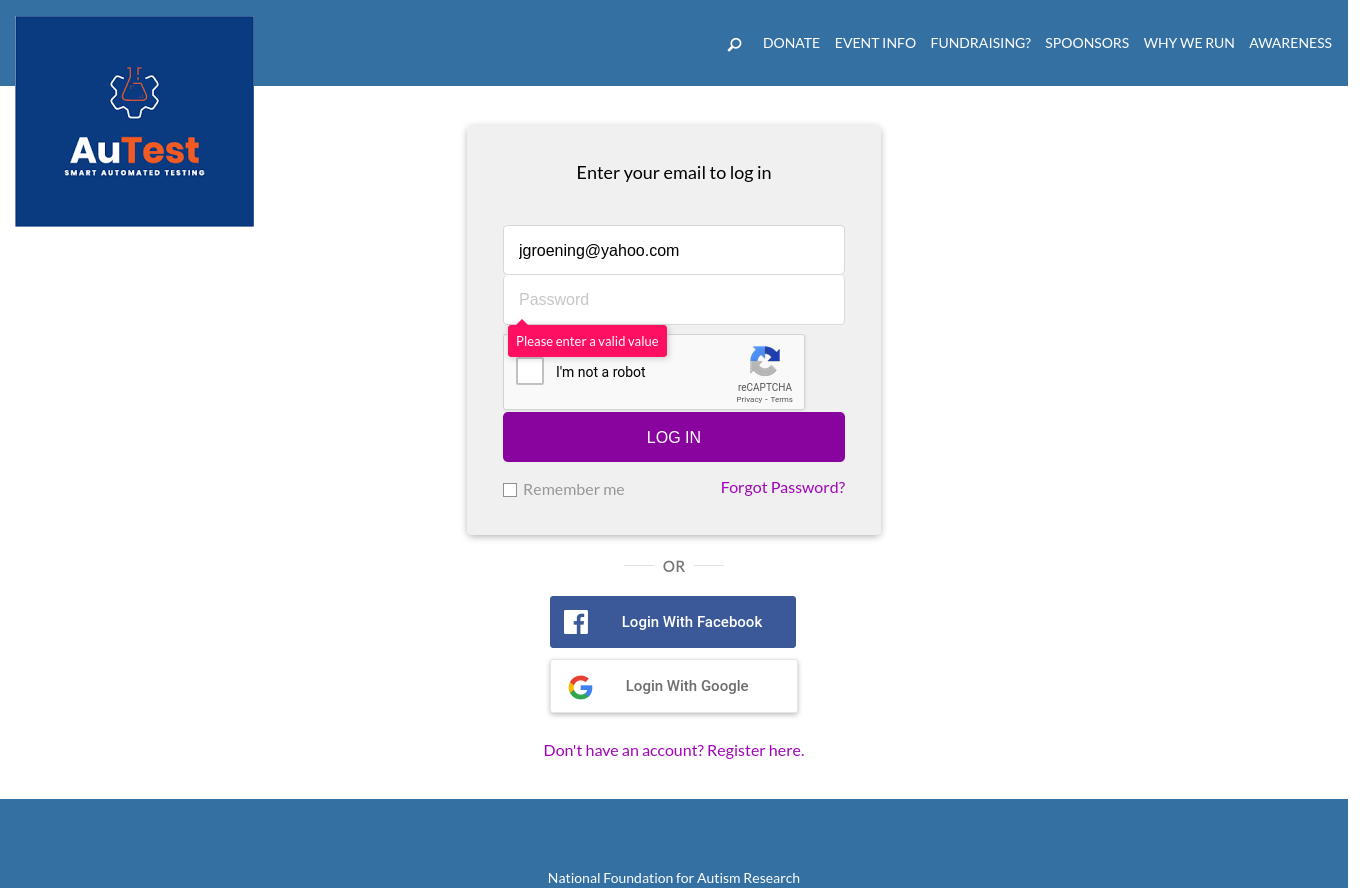 DONATE EVENT INFO FUNDRAISING? SPOONSORS WHY WE RUN AWARENESS
AuTest
SMART AUTOMATED TESTING
Enter your email to log in
jgroening@yahoo.com
Password
Please enter a valid value
I'm not a robot
reCAPTCHA
Privacy - Terms
LOG IN
Remember me
Forgot Password?
OR
Login With Facebook
Login With Google
Don't have an account? Register here.
National Foundation for Autism Research